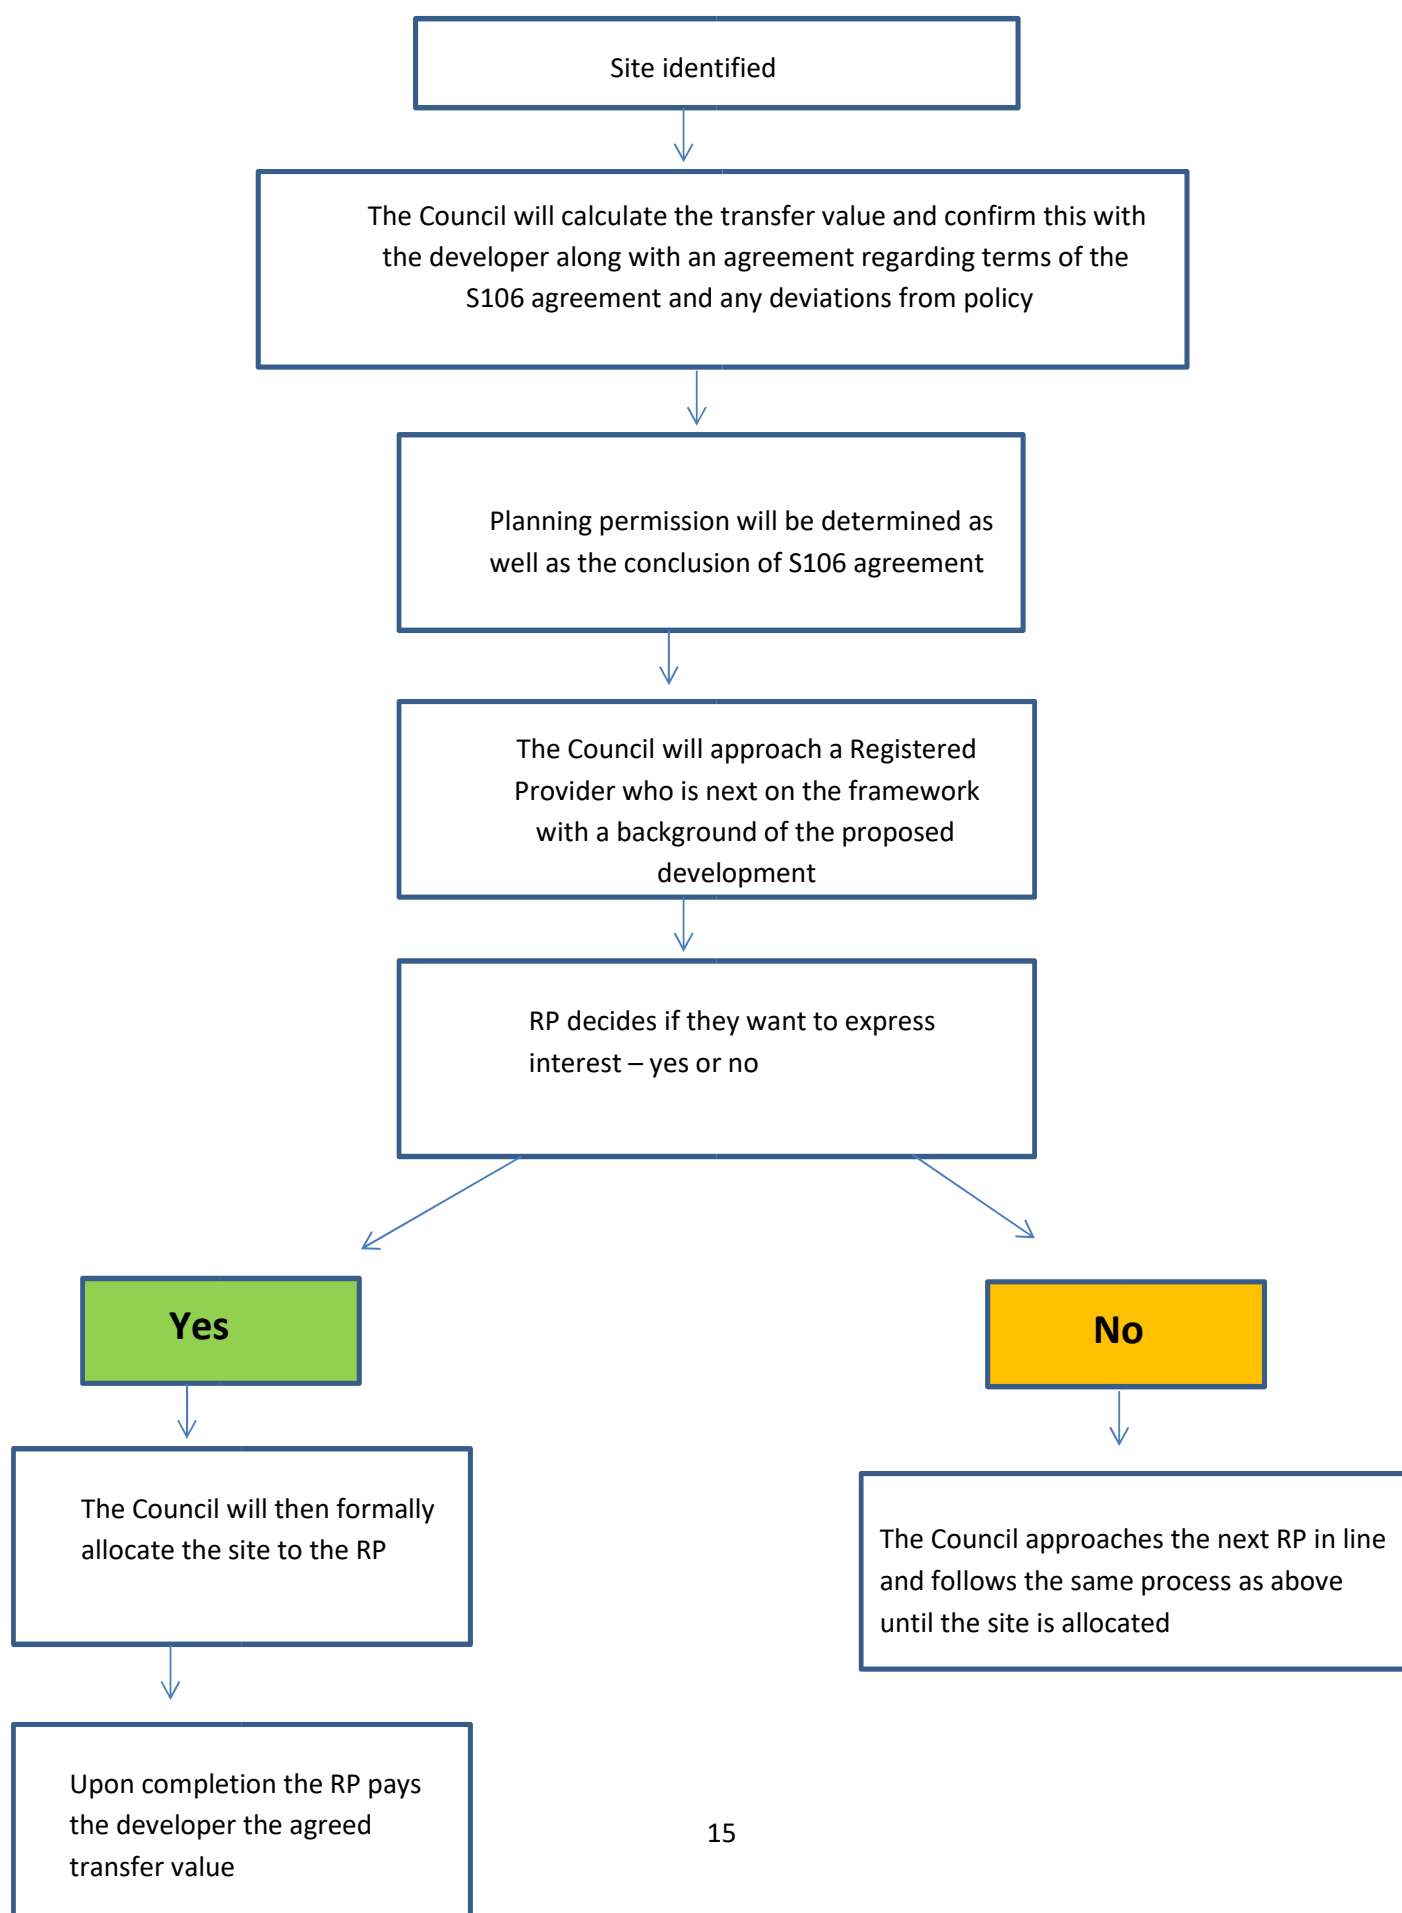 Site identified
The Council will calculate the transfer value and confirm this with
the developer along with an agreement regarding terms of the
S106 agreement and any deviations from policy
Planning permission will be determined as
well as the conclusion of S106 agreement
The Council will approach a Registered
Provider who is next on the framework
with a background of the proposed
development
RP decides if they want to express
interest – yes or no
Yes
No
The Council will then formally
allocate the site to the RP
The Council approaches the next RP in line
and follows the same process as above
until the site is allocated
Upon completion the RP pays
the developer the agreed
transfer value
15